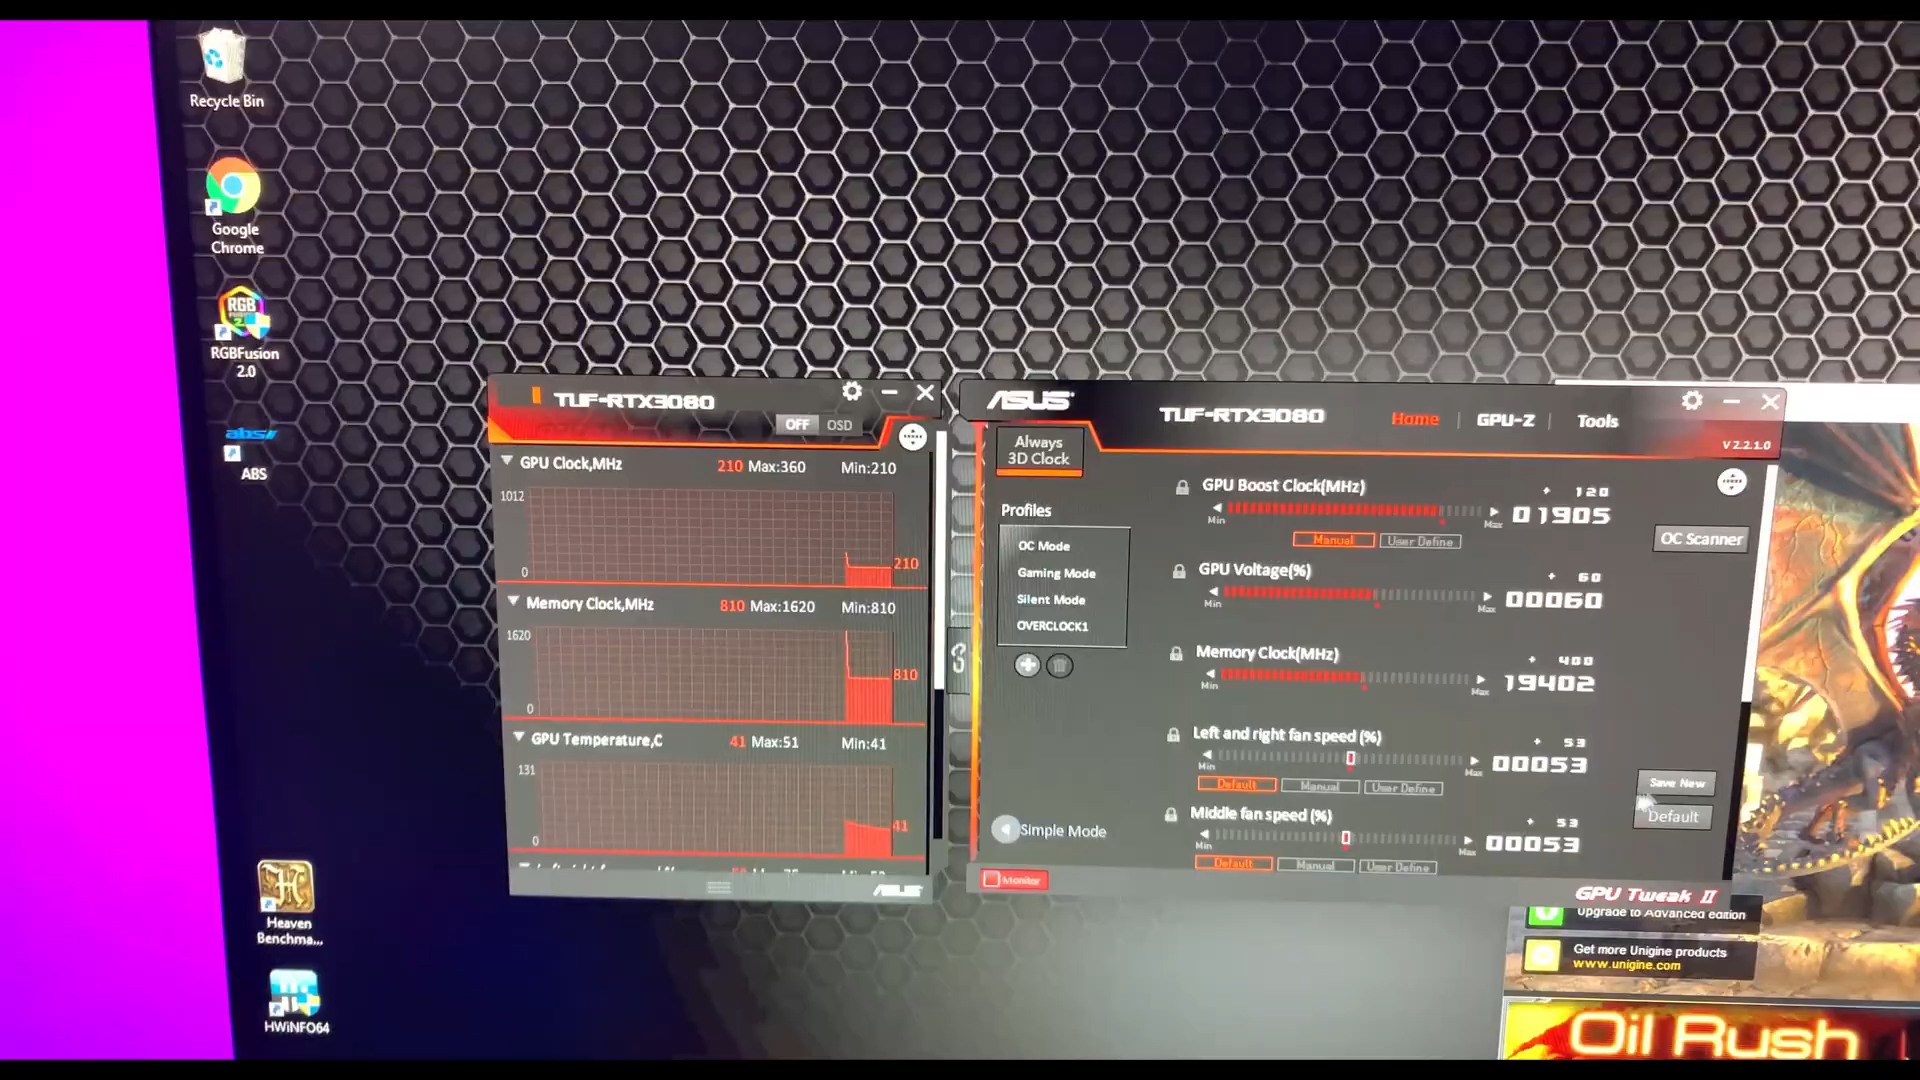 Recycle Bin
Google
Chrome
RGB
2
RGBFusion
2.0
abs
ABS
Heaven
Benchma...
HWiNFO64
TUF-RTX3080
OFF OSD
GPU Clock,MHz 210 Max:360 Min:210
1012
210
0
Memory Clock,MHz 810 Max:1620 Min:810
1620
810
0
GPU Temperature,C 41 Max:51 Min:41
131
41
0
ASUS
ASUS
TUF-RTX3080
Home | GPU-Z | Tools
V 2.2.1.0
Always
3D Clock
Profiles
OC Mode
Gaming Mode
Silent Mode
OVERCLOCK1
Simple Mode
Monitor
GPU Boost Clock(MHz) + 120
Min Max 01905
Manual User Define
OC Scanner
GPU Voltage(%) + 60
Min Max 00060
Memory Clock(MHz) + 400
Min Max 19402
Left and right fan speed (%) + 53
Min Max 00053
Default Manual User Define
Save New
Default
Middle fan speed (%) + 53
Min Max 00053
Default Manual User Define
GPU Tweak II
Upgrade to Advanced edition
Get more Unigine products
www.unigine.com
Oil Rush